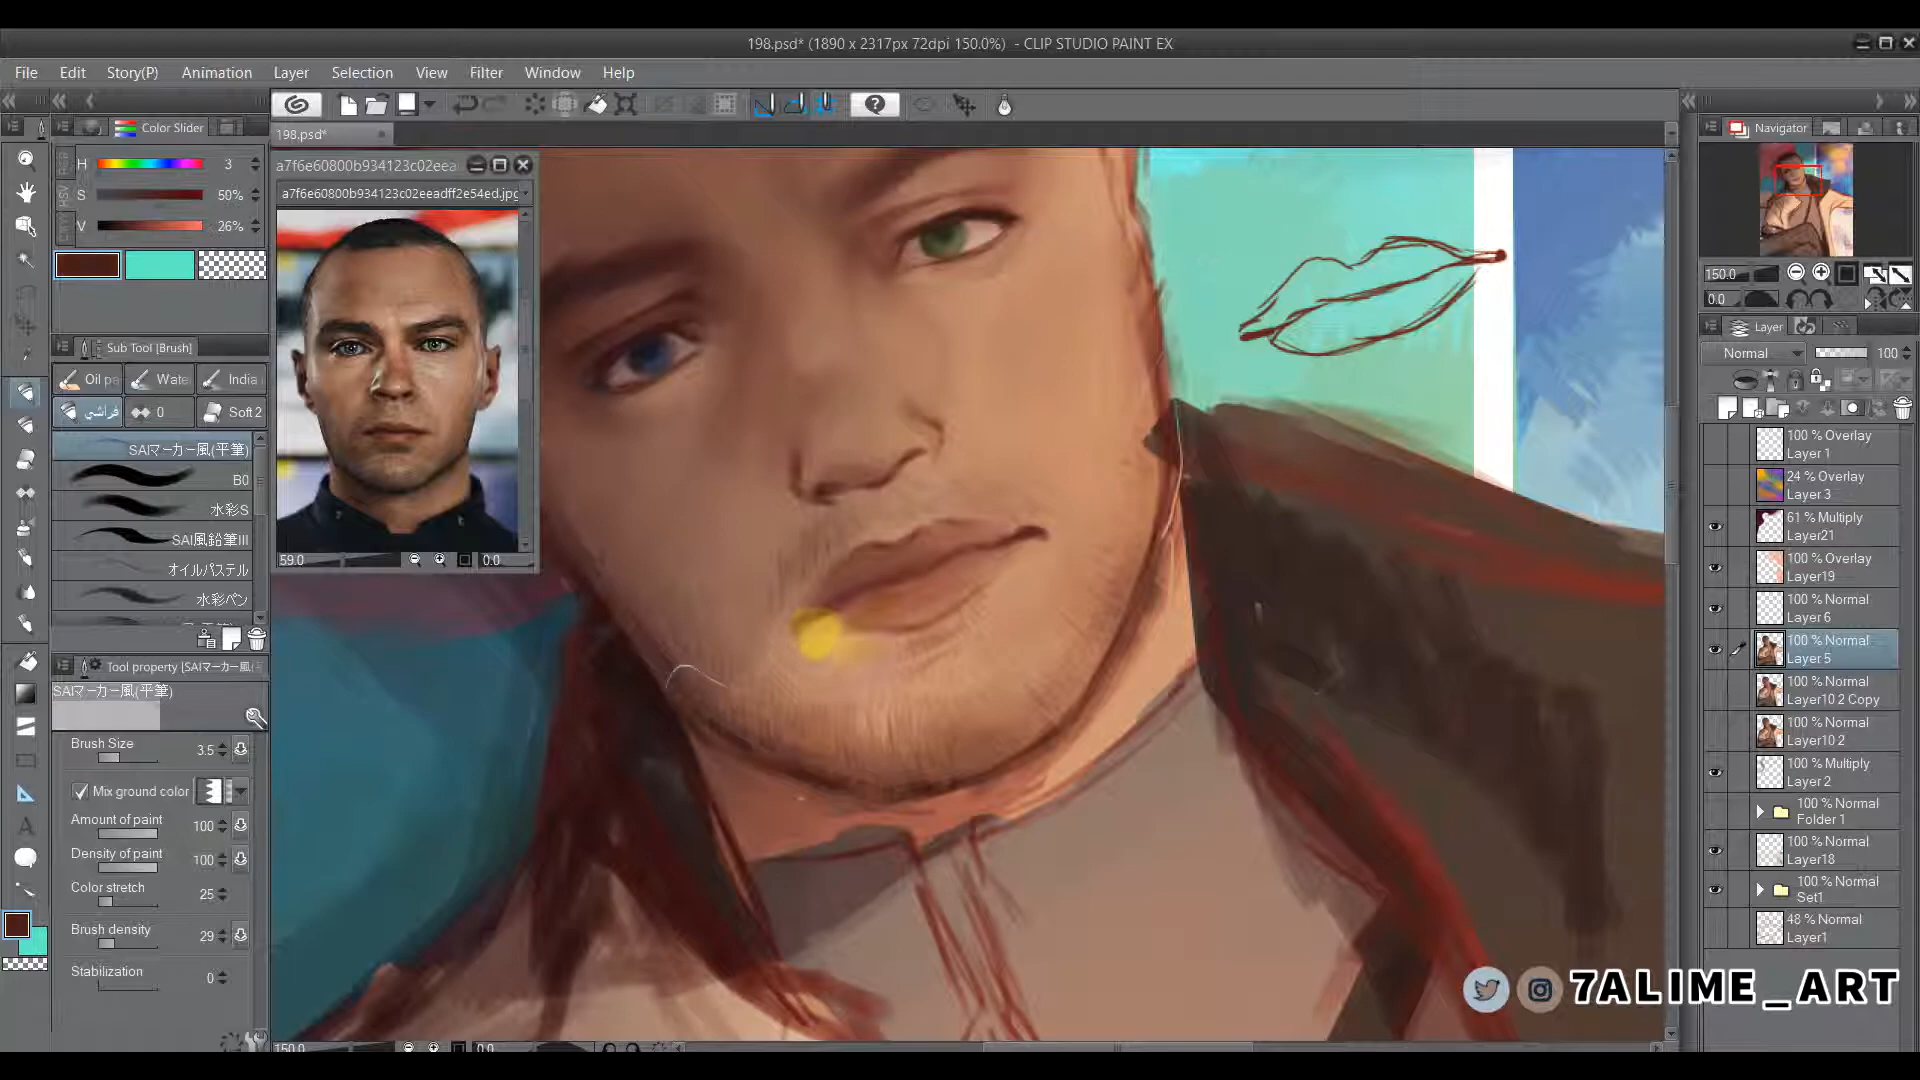 198.psd* (1890 x 2317px 72dpi 150.0%) - CLIP STUDIO PAINT EX
File Edit Story(P) Animation Layer Selection View Filter Window Help
198.psd*
Color Slider
H 3
S 59%
V 26%
Sub Tool [Brush]
Oil pa Wate India
فراشي 0 Soft 2
SAIマーカー風(平筆)
B0
水彩S
SAI風鉛筆III
オイルパステル
水彩ペン
Tool property [SAIマーカー風(平筆)
SAIマーカー風(平筆)
Brush Size 3.5
Mix ground color
Amount of paint 100
Density of paint 100
Color stretch 25
Brush density 29
Stabilization 0
a7f6e60800b934123c02eea
a7f6e60800b934123c02eeadff2e54ed.jpg
59.0 0.0
150.0 0.0
Navigator
150.0
0.0
Layer
Normal 100
100 % Overlay
Layer 1
24 % Overlay
Layer 3
61 % Multiply
Layer21
100 % Overlay
Layer19
100 % Normal
Layer 6
100 % Normal
Layer 5
100 % Normal
Layer10 2 Copy
100 % Normal
Layer10 2
100 % Multiply
Layer 2
100 % Normal
Folder 1
100 % Normal
Layer18
100 % Normal
Set1
48 % Normal
Layer1
7ALIME_ART